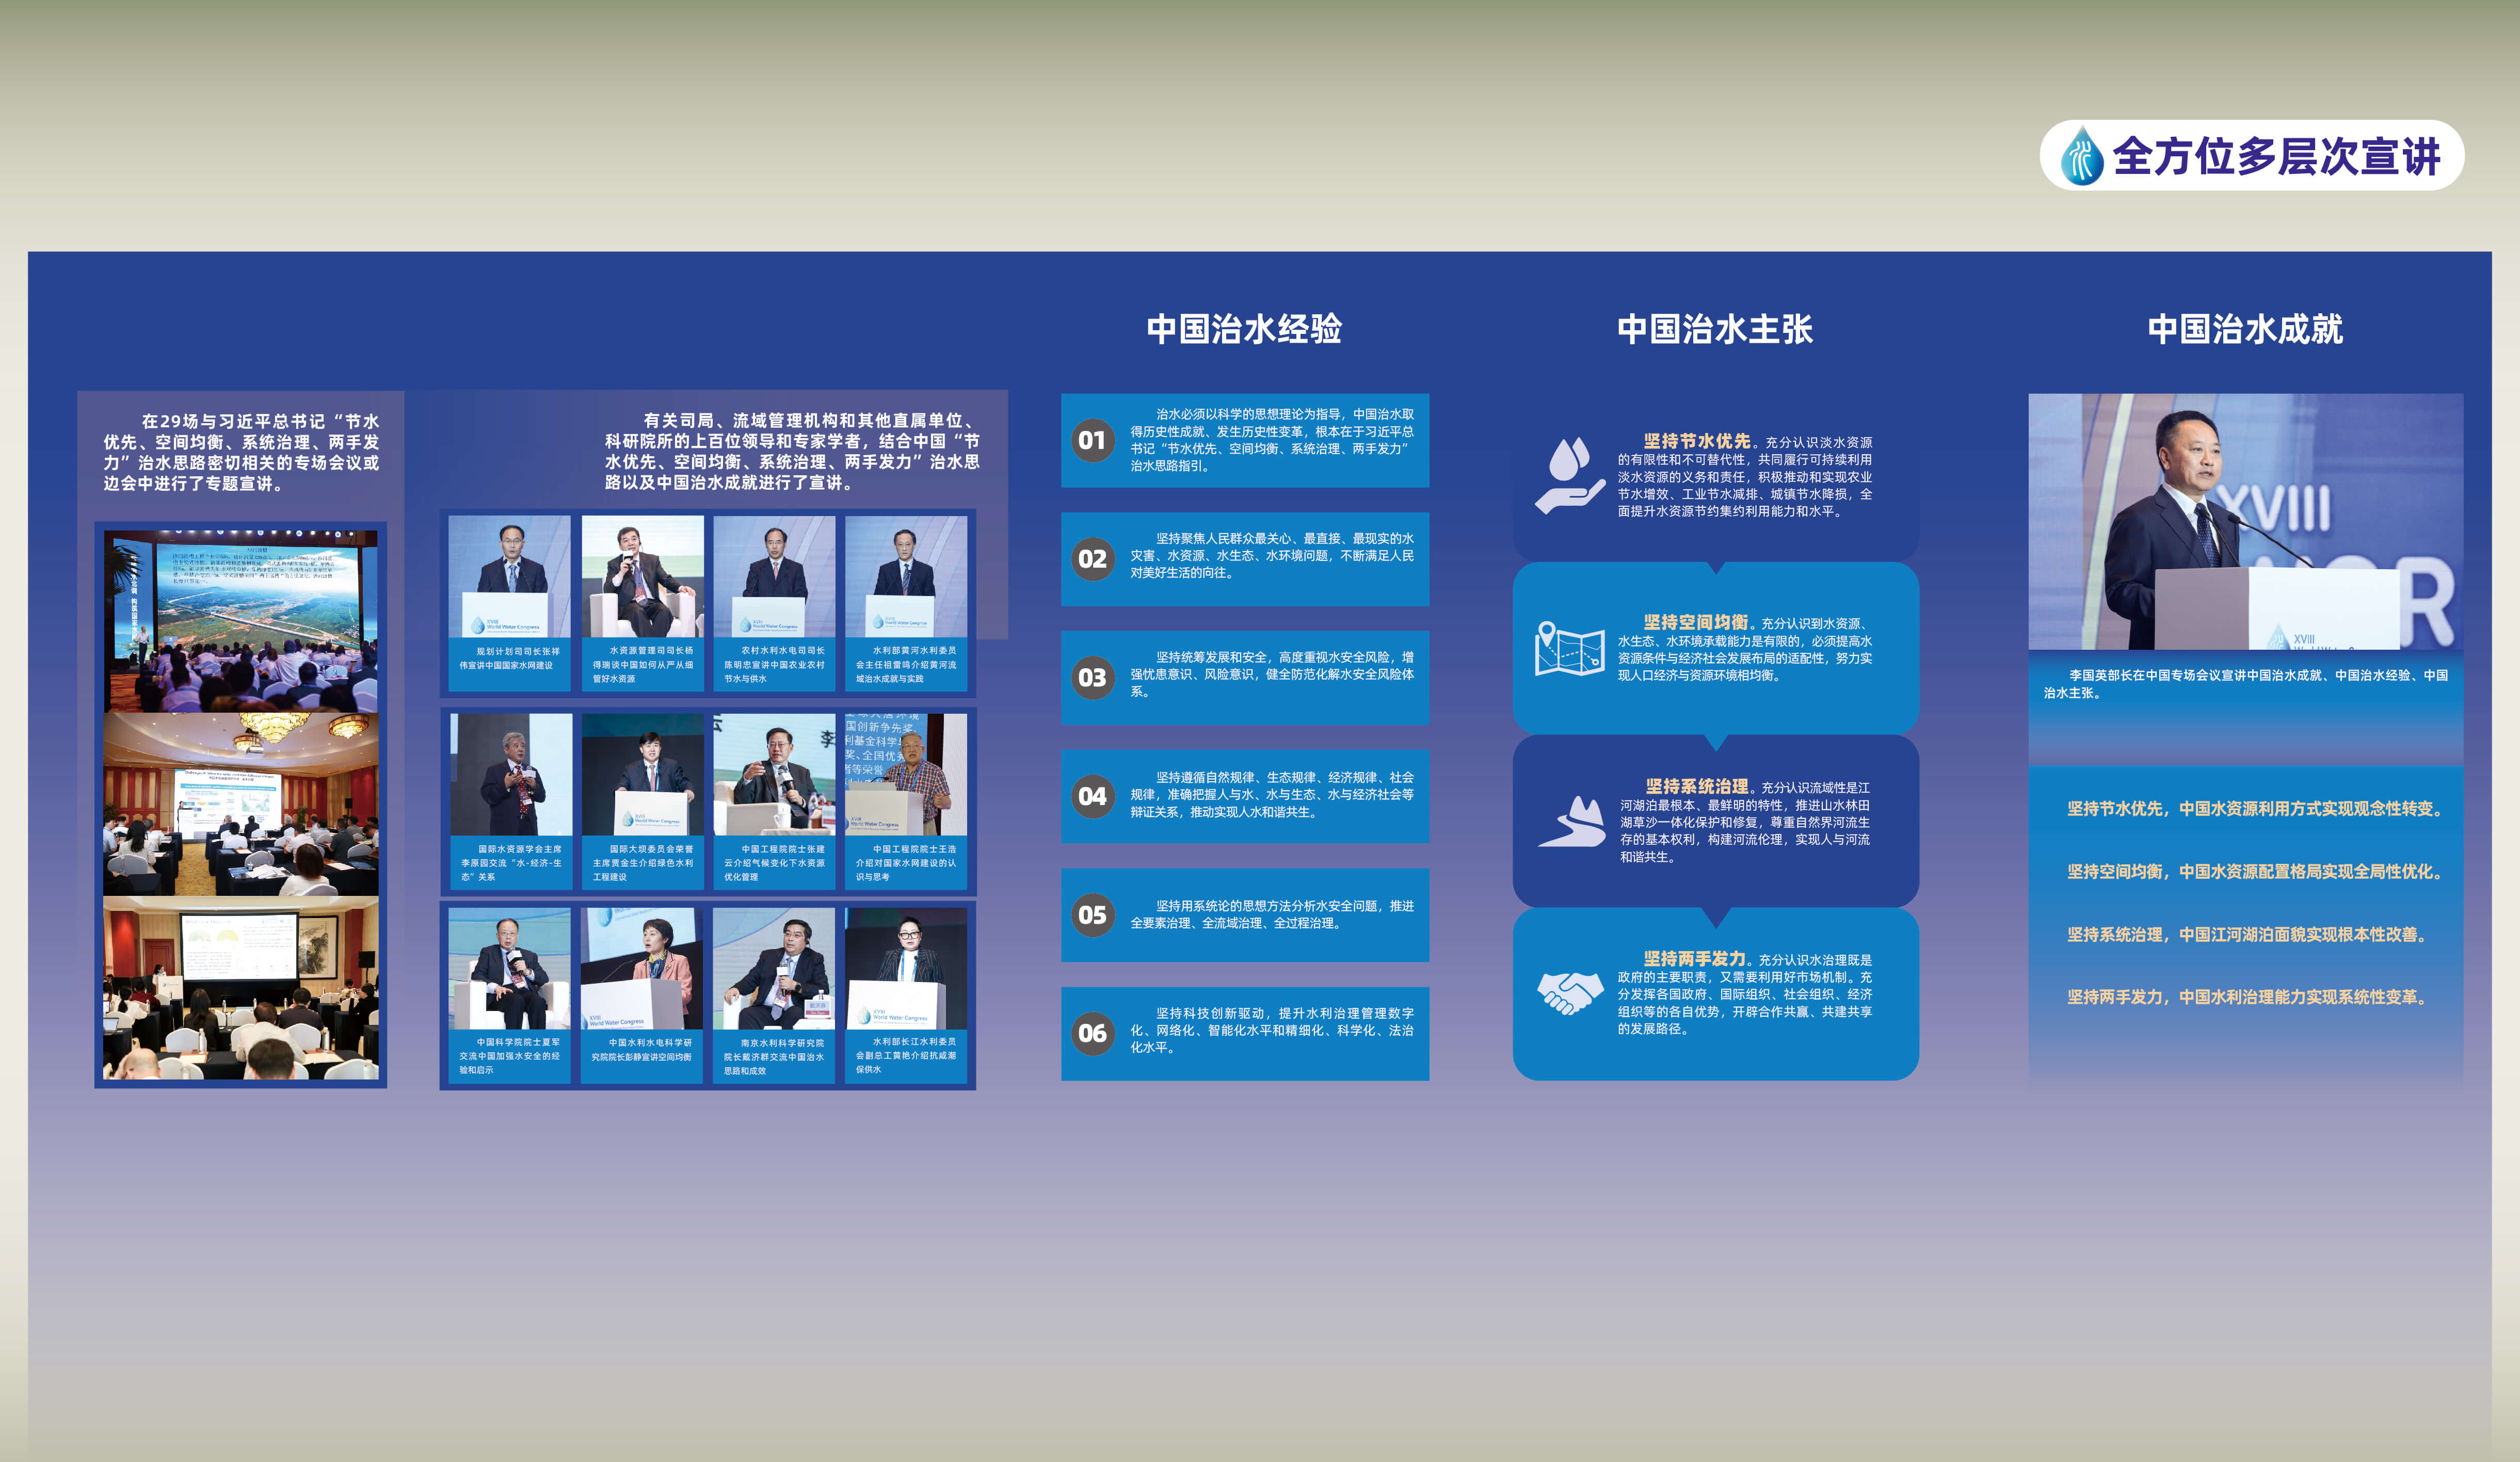 全方位多层次宣讲
中国治水经验
中国治水主张
中国治水成就
在29场与习近平总书记“节水
优先、空间均衡、系统治理、两手发
力”治水思路密切相关的专场会议或
边会中进行了专题宣讲。
有关司局、流域管理机构和其他直属单位、
科研院所的上百位领导和专家学者，结合中国“节
水优先、空间均衡、系统治理、两手发力”治水思
路以及中国治水成就进行了宣讲。
XVIII
World Water Congress
XVIII
World Water Congress
XVIII
World Water Congress
规划计划司司长张祥
伟宣讲中国国家水网建设
水资源管理司司长杨
得瑞谈中国如何从严从细
管好水资源
农村水利水电司司长
陈明忠宣讲中国农业农村
节水与供水
水利部黄河水利委员
会主任祖雷鸣介绍黄河流
域治水成就与实践
国创新争先奖、
利基金科学
奖、全国优秀
者等荣誉
XVIII
World Water Congress
XVIII
World Water Congress
国际水资源学会主席
李原园交流“水-经济-生
态”关系
国际大坝委员会荣誉
主席贾金生介绍绿色水利
工程建设
中国工程院院士张建
云介绍气候变化下水资源
优化管理
中国工程院院士王浩
介绍对国家水网建设的认
识与思考
XVIII
World Water Congress
XVIII
World Water Congress
中国科学院院士夏军
交流中国加强水安全的经
验和启示
中国水利水电科学研
究院院长彭静宣讲空间均衡
南京水利科学研究院
院长戴济群交流中国治水
思路和成效
水利部长江水利委员
会副总工黄艳介绍抗咸潮
保供水
01
治水必须以科学的思想理论为指导，中国治水取
得历史性成就、发生历史性变革，根本在于习近平总
书记“节水优先、空间均衡、系统治理、两手发力”
治水思路指引。
02
坚持聚焦人民群众最关心、最直接、最现实的水
灾害、水资源、水生态、水环境问题，不断满足人民
对美好生活的向往。
03
坚持统筹发展和安全，高度重视水安全风险，增
强忧患意识、风险意识，健全防范化解水安全风险体
系。
04
坚持遵循自然规律、生态规律、经济规律、社会
规律，准确把握人与水、水与生态、水与经济社会等
辩证关系，推动实现人水和谐共生。
05
坚持用系统论的思想方法分析水安全问题，推进
全要素治理、全流域治理、全过程治理。
06
坚持科技创新驱动，提升水利治理管理数字
化、网络化、智能化水平和精细化、科学化、法治
化水平。
坚持节水优先。充分认识淡水资源
的有限性和不可替代性，共同履行可持续利用
淡水资源的义务和责任，积极推动和实现农业
节水增效、工业节水减排、城镇节水降损，全
面提升水资源节约集约利用能力和水平。
坚持空间均衡。充分认识到水资源、
水生态、水环境承载能力是有限的，必须提高水
资源条件与经济社会发展布局的适配性，努力实
现人口经济与资源环境相均衡。
坚持系统治理。充分认识流域性是江
河湖泊最根本、最鲜明的特性，推进山水林田
湖草沙一体化保护和修复，尊重自然界河流生
存的基本权利，构建河流伦理，实现人与河流
和谐共生。
坚持两手发力。充分认识水治理既是
政府的主要职责，又需要利用好市场机制。充
分发挥各国政府、国际组织、社会组织、经济
组织等的各自优势，开辟合作共赢、共建共享
的发展路径。
XVIII
XVIII
李国英部长在中国专场会议宣讲中国治水成就、中国治水经验、中国
治水主张。
坚持节水优先，中国水资源利用方式实现观念性转变。
坚持空间均衡，中国水资源配置格局实现全局性优化。
坚持系统治理，中国江河湖泊面貌实现根本性改善。
坚持两手发力，中国水利治理能力实现系统性变革。